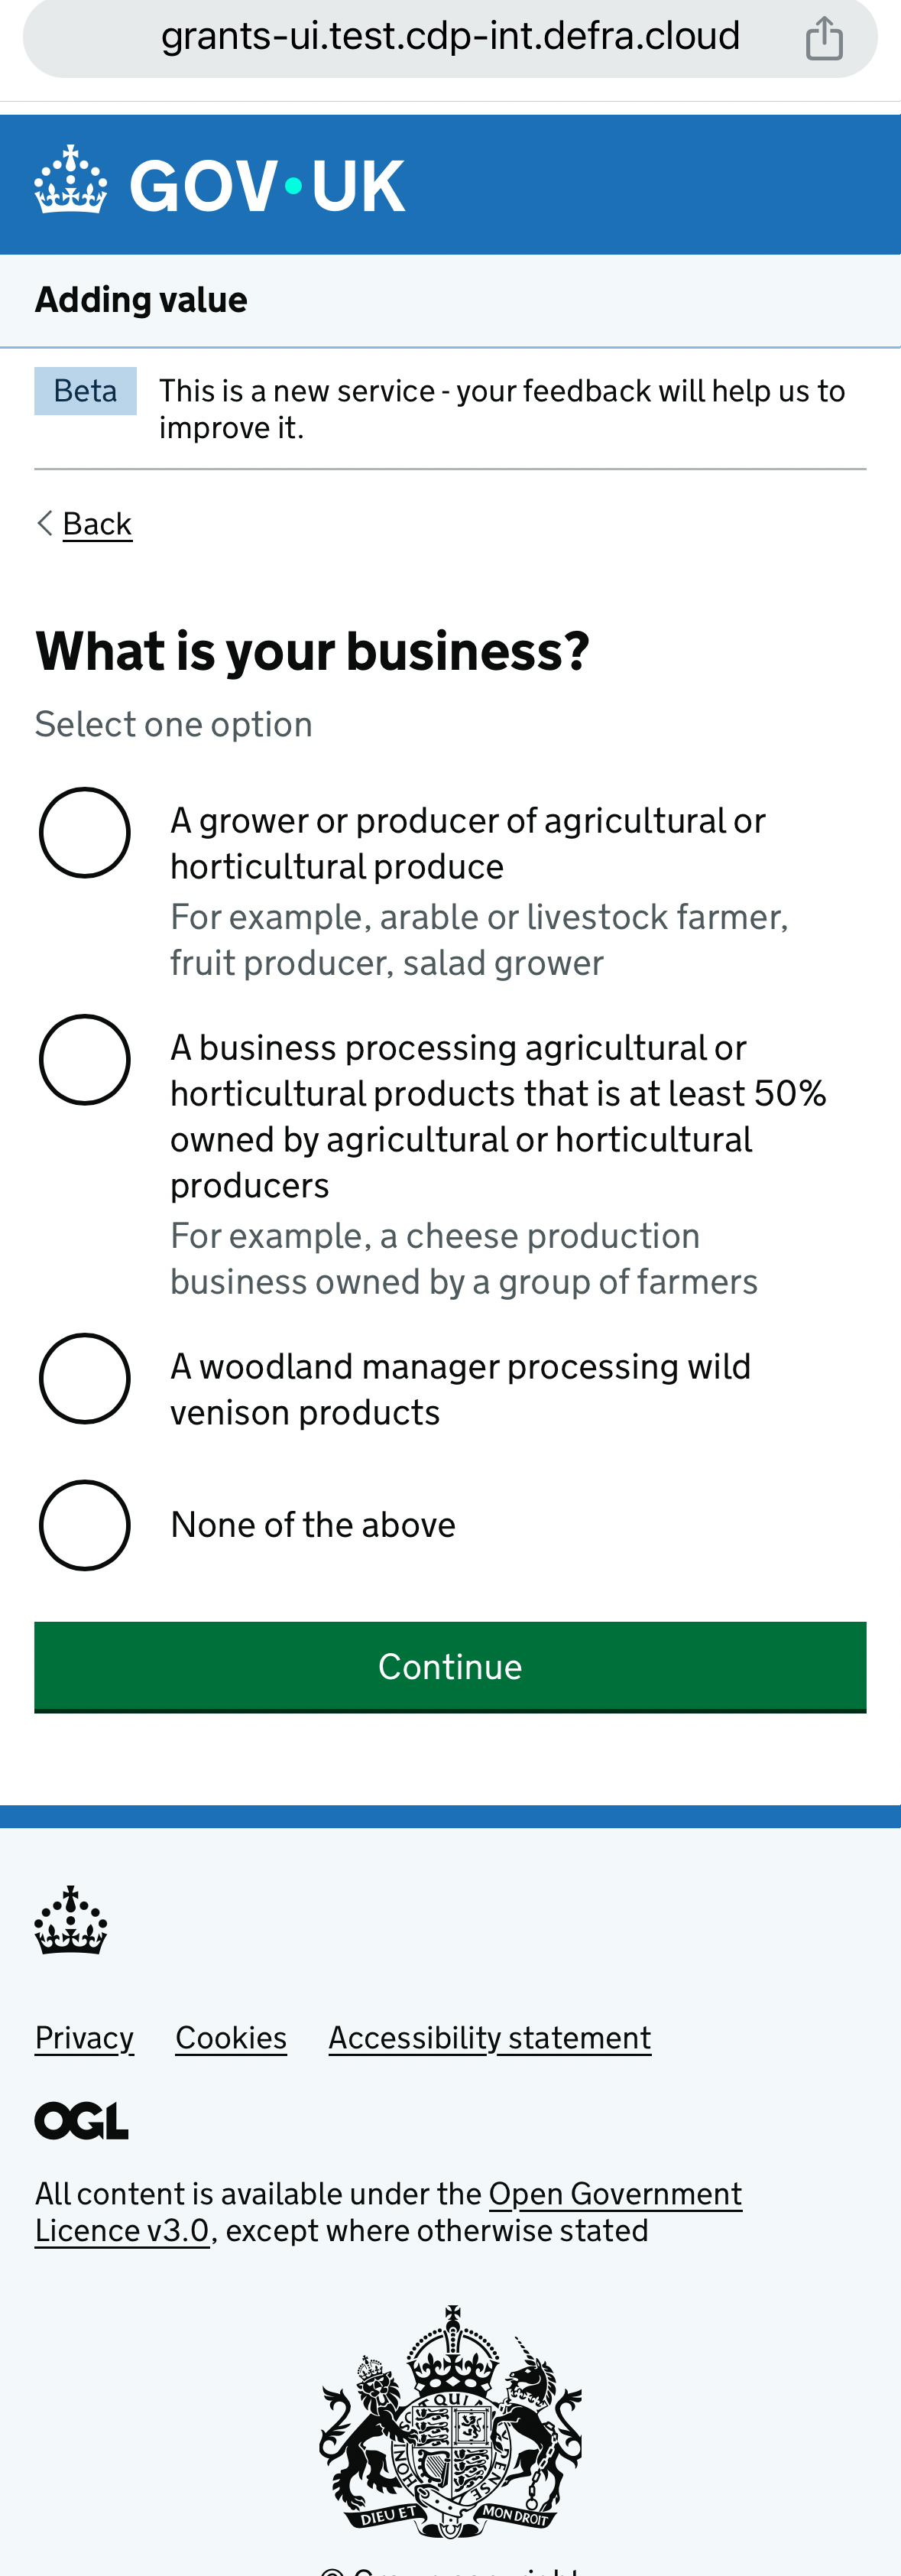 grants-ui.test.cdp-int.defra.cloud
GOV·UK
Adding value
Beta
This is a new service - your feedback will help us to
improve it.
Back
What is your business?
Select one option
A grower or producer of agricultural or
horticultural produce
For example, arable or livestock farmer,
fruit producer, salad grower
A business processing agricultural or
horticultural products that is at least 50%
owned by agricultural or horticultural
producers
For example, a cheese production
business owned by a group of farmers
A woodland manager processing wild
venison products
None of the above
Continue
Privacy Cookies Accessibility statement
OGL
All content is available under the Open Government
Licence v3.0, except where otherwise stated
QUI
DIEU ET MON DROIT